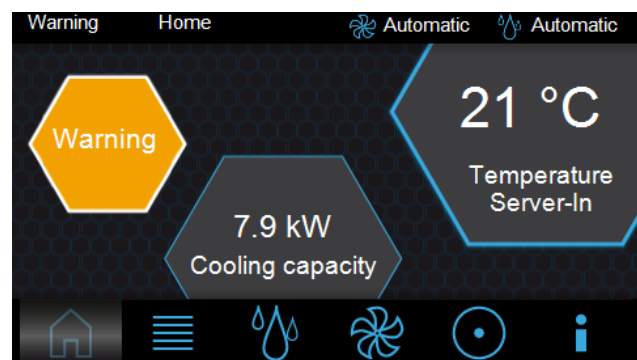 Warning Home Automatic Automatic
Warning
21 °C
Temperature
Server-In
7.9 kW
Cooling capacity